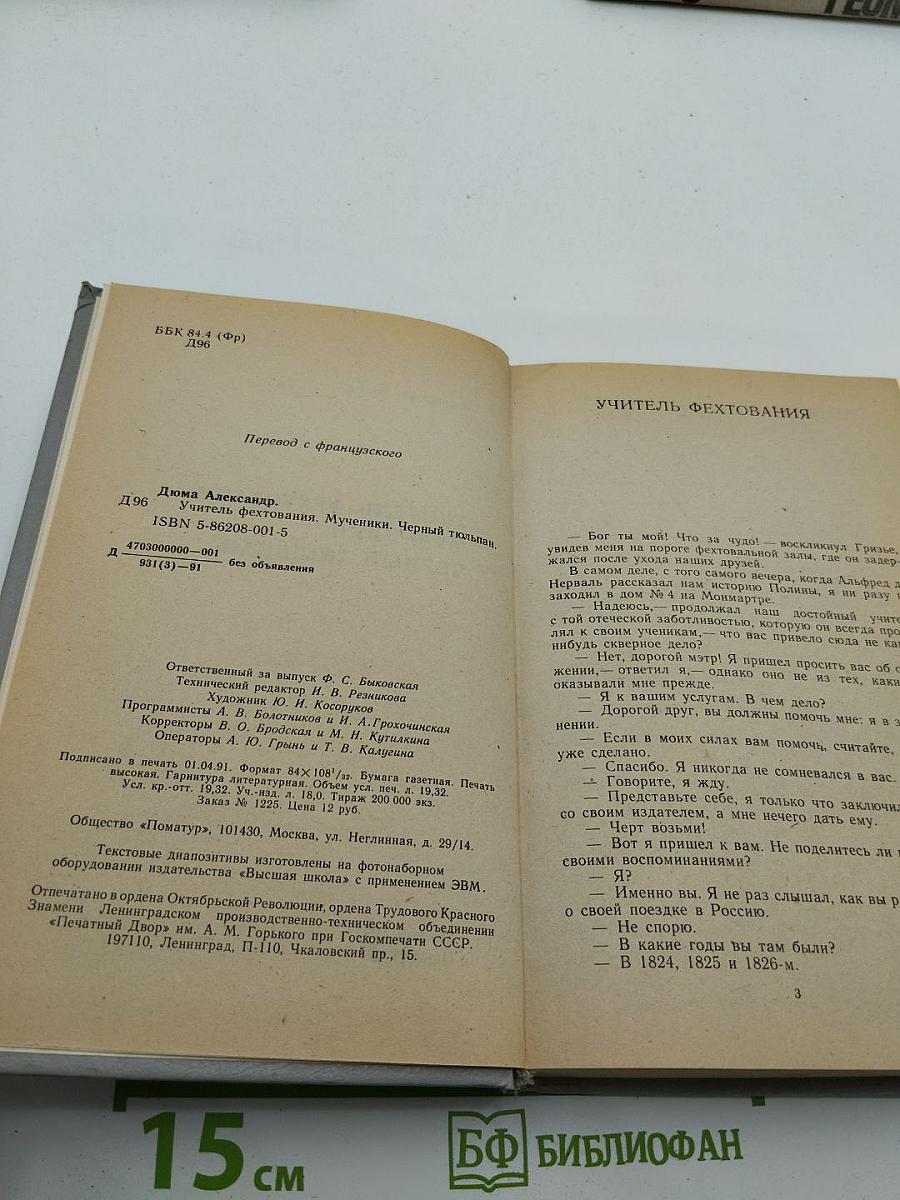 ГЕОМ
ББК 84.4 (Фр)
Д96
Перевод с французского
Дюма Александр.
Д96 Учитель фехтования. Мученики. Черный тюльпан.
ISBN 5-86208-001-5
Д 4703000000—001 без объявления
931(3)—91
Ответственный за выпуск Ф. С. Быковская
Технический редактор И. В. Резникова
Художник Ю. И. Косоруков
Программисты А. В. Болотников и И. А. Грохочинская
Корректоры В. О. Бродская и М. Н. Кутилкина
Операторы А. Ю. Грынь и Т. В. Калугина
Подписано в печать 01.04.91. Формат 84×108¹/₃₂. Бумага газетная. Печать
высокая. Гарнитура литературная. Объем усл. печ. л. 19,32.
Усл. кр.-отт. 19,32. Уч.-изд. л. 18,0. Тираж 200 000 экз.
Заказ № 1225. Цена 12 руб.
Общество «Поматур», 101430, Москва, ул. Неглинная, д. 29/14.
Текстовые диапозитивы изготовлены на фотонаборном
оборудовании издательства «Высшая школа» с применением ЭВМ.
Отпечатано в ордена Октябрьской Революции, ордена Трудового Красного
Знамени Ленинградском производственно-техническом объединении
«Печатный Двор» им. А. М. Горького при Госкомпечати СССР.
197110, Ленинград, П-110, Чкаловский пр., 15.
УЧИТЕЛЬ ФЕХТОВАНИЯ
— Бог ты мой! Что за чудо! — воскликнул Гризье,
увидев меня на пороге фехтовальной залы, где он задер-
жался после ухода наших друзей.
В самом деле, с того самого вечера, когда Альфред д
Нерваль рассказал нам историю Полины, я ни разу
заходил в дом № 4 на Монмартре.
— Надеюсь,— продолжал наш достойный учите
с той отеческой заботливостью, которую он всегда про
лял к своим ученикам,— что вас привело сюда не ка
нибудь скверное дело?
— Нет, дорогой мэтр! Я пришел просить вас об о
жении,— ответил я,— однако оно не из тех, каки
оказывали мне прежде.
— Я к вашим услугам. В чем дело?
— Дорогой друг, вы должны помочь мне: я в з
нении.
— Если в моих силах вам помочь, считайте,
уже сделано.
— Спасибо. Я никогда не сомневался в вас.
— Говорите, я жду.
— Представьте себе, я только что заключил
со своим издателем, а мне нечего дать ему.
— Черт возьми!
— Вот я пришел к вам. Не поделитесь ли
своими воспоминаниями?
— Я?
— Именно вы. Я не раз слышал, как вы р
о своей поездке в Россию.
— Не спорю.
— В какие годы вы там были?
— В 1824, 1825 и 1826-м.
3
15 см
БФ БИБЛИОФАН